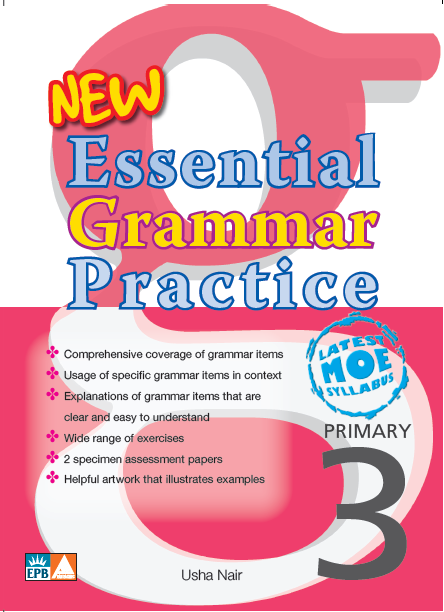 NEW
Essential
Grammar
Practice
Comprehensive coverage of grammar items
Usage of specific grammar items in context
Explanations of grammar items that are
clear and easy to understand
Wide range of exercises
2 specimen assessment papers
Helpful artwork that illustrates examples
LATEST
MOE
SYLLABUS
PRIMARY
3
EPB
Usha Nair